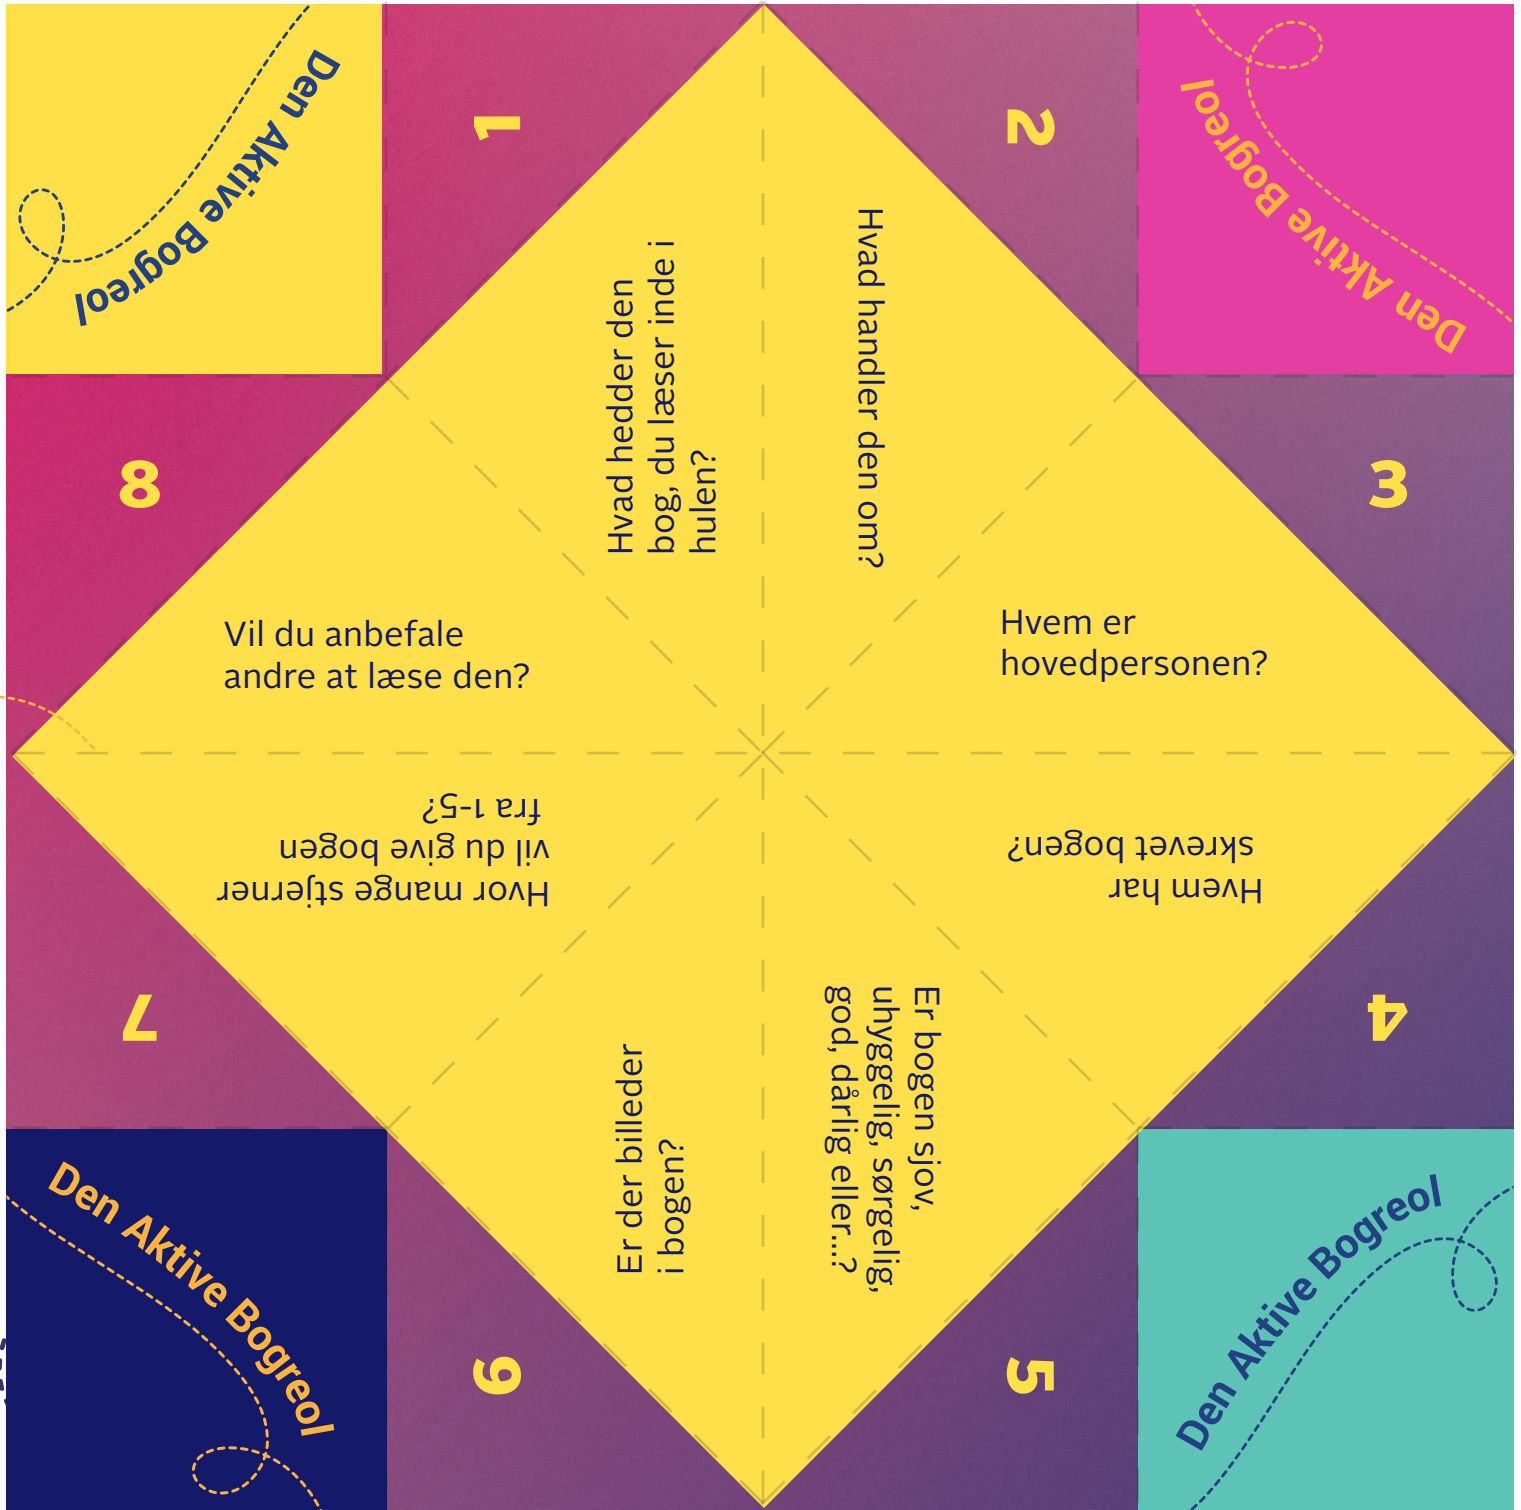 Den Aktive Bogreol
1
2
Den Aktive Bogreol
Hvad hedder den
bog, du læser inde i
hulen?
Hvad handler den om?
8
3
Vil du anbefale
andre at læse den?
Hvem er
hovedpersonen?
Hvor mange stjerner
vil du give bogen
fra 1-5?
Hvem har
skrevet bogen?
7
4
Er der billeder
i bogen?
Er bogen sjov,
uhyggelig, sørgelig,
god, dårlig eller...?
Den Aktive Bogreol
6
5
Den Aktive Bogreol